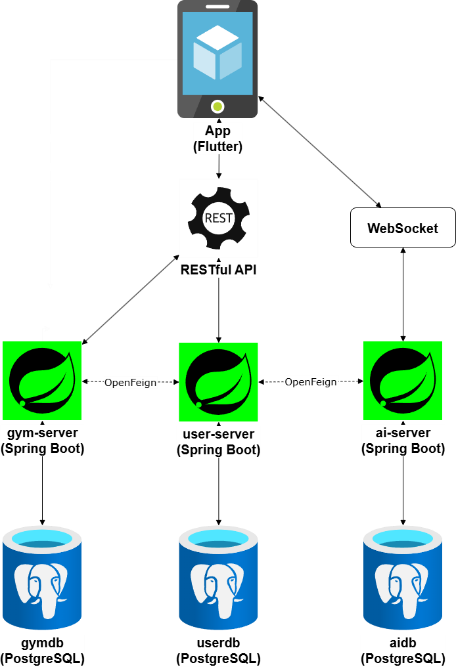 App
(Flutter)
REST
RESTful API
WebSocket
OpenFeign
OpenFeign
gym-server
(Spring Boot)
user-server
(Spring Boot)
ai-server
(Spring Boot)
gymdb
(PostgreSQL)
userdb
(PostgreSQL)
aidb
(PostgreSQL)